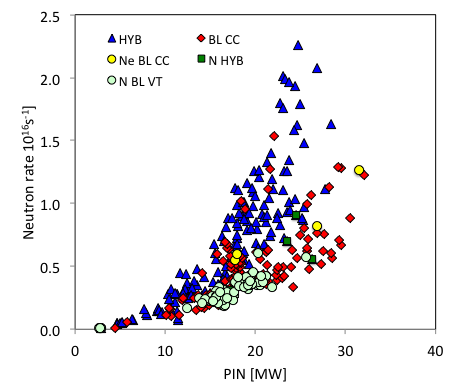 2.5
2.0
1.5
1.0
0.5
0.0
Neutron rate 10¹⁶s⁻¹]
HYB
BL CC
Ne BL CC
N HYB
N BL VT
0 10 20 30 40
PIN [MW]